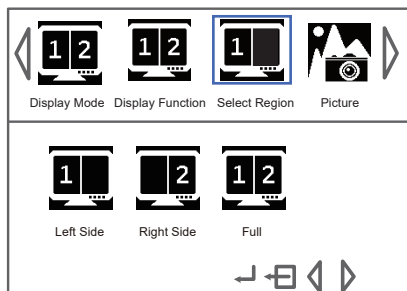 1 2 1 2 1
Display Mode Display Function Select Region Picture
1 2 1 2
Left Side Right Side Full